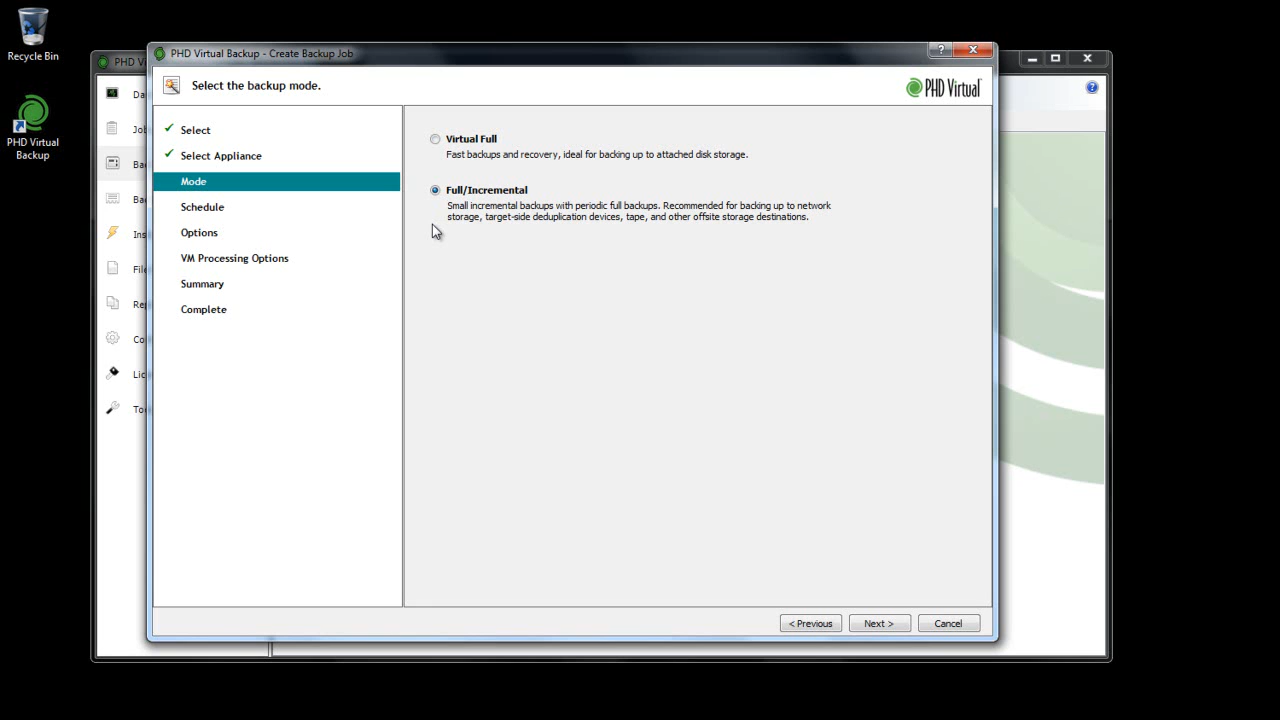 Recycle Bin
PHD Virtual
Backup
PHD Virtual Backup - Create Backup Job
Select the backup mode.
PHD Virtual
Select
Select Appliance
Mode
Schedule
Options
VM Processing Options
Summary
Complete
Virtual Full
Fast backups and recovery, ideal for backing up to attached disk storage.
Full/Incremental
Small incremental backups with periodic full backups. Recommended for backing up to network
storage, target-side deduplication devices, tape, and other offsite storage destinations.
< Previous
Next >
Cancel